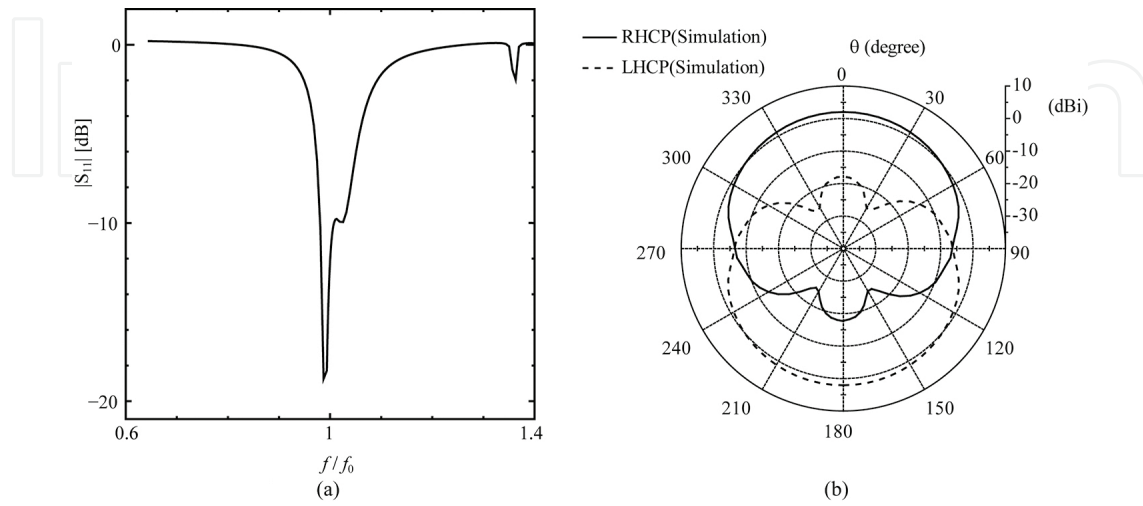 0
−10
−20
0.6
1
1.4
|S₁₁| [dB]
f / f₀
(a)
RHCP(Simulation)
LHCP(Simulation)
θ (degree)
0
30
60
90
120
150
180
210
240
270
300
330
10
0
−10
−20
−30
(dBi)
(b)